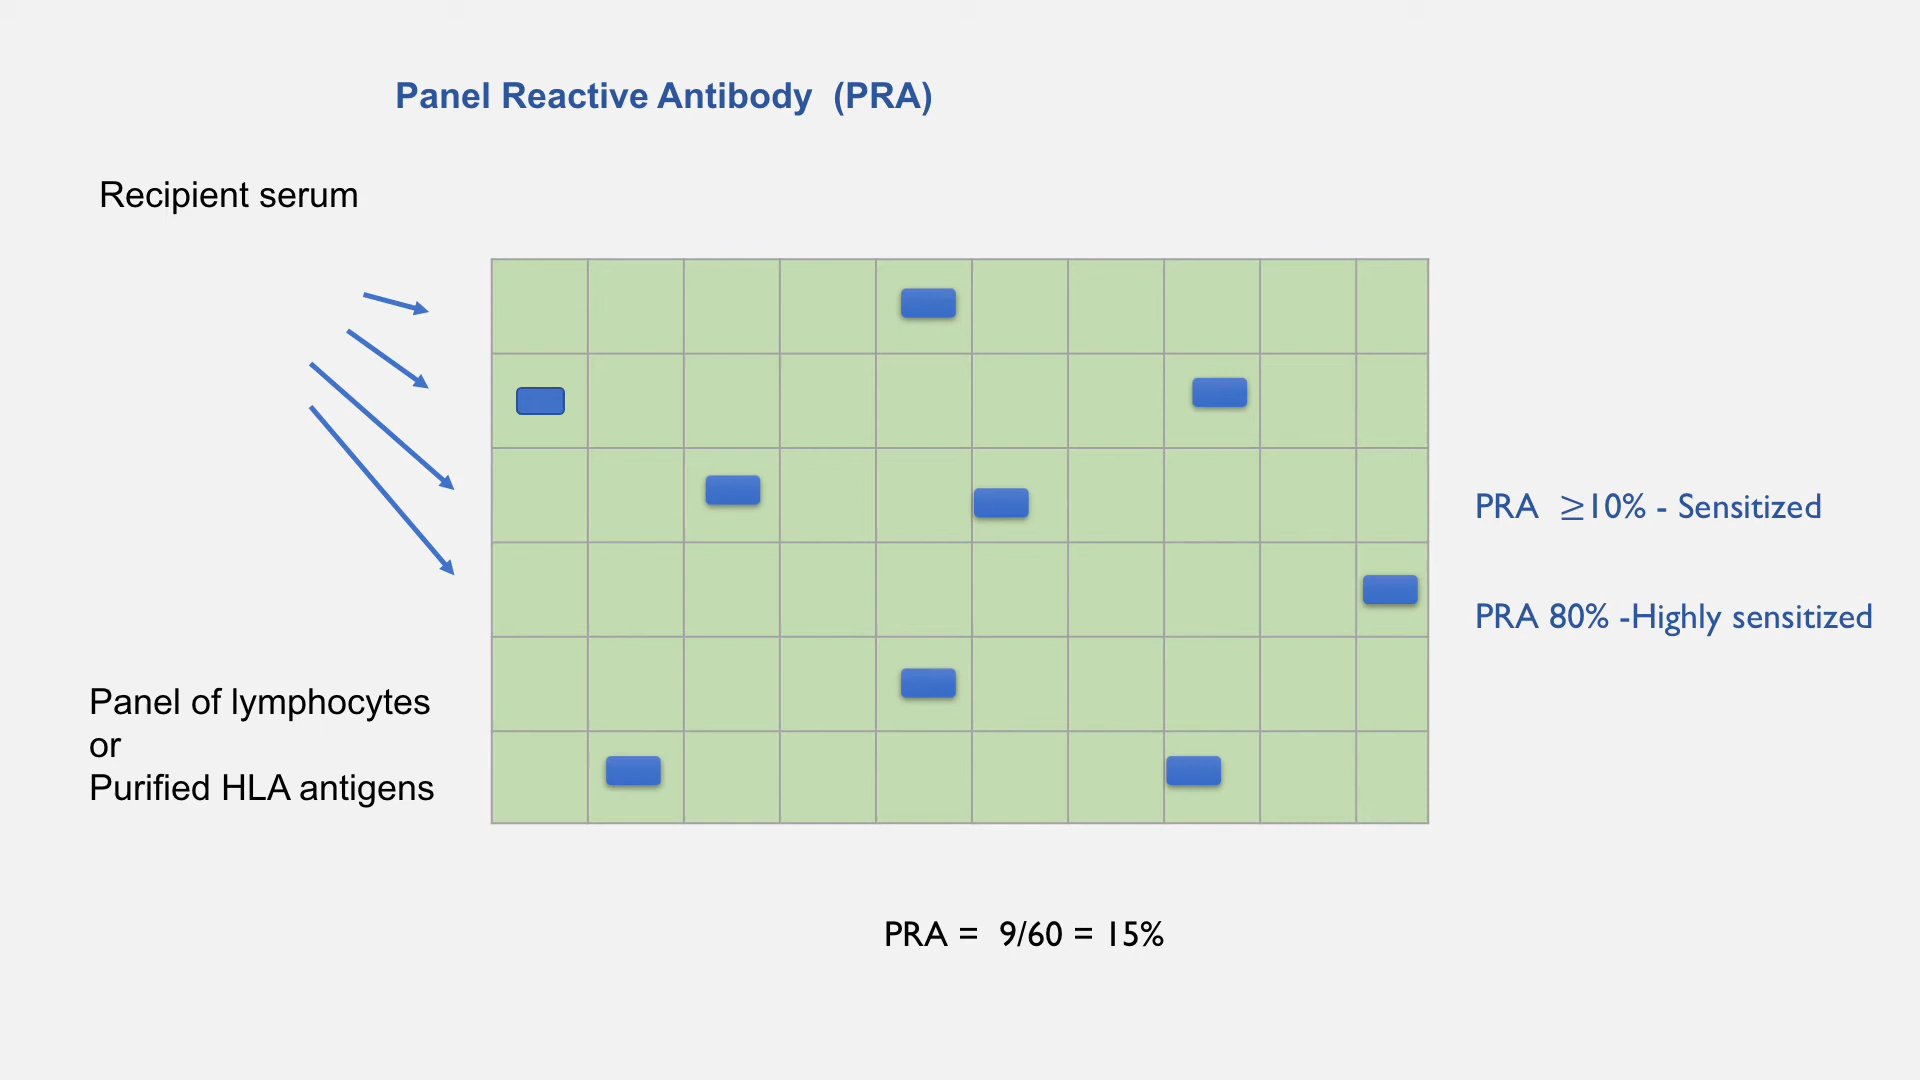 Panel Reactive Antibody  (PRA)
Recipient serum
PRA  ≥10% - Sensitized
PRA 80% -Highly sensitized
Panel of lymphocytes
or
Purified HLA antigens
PRA =  9/60 = 15%